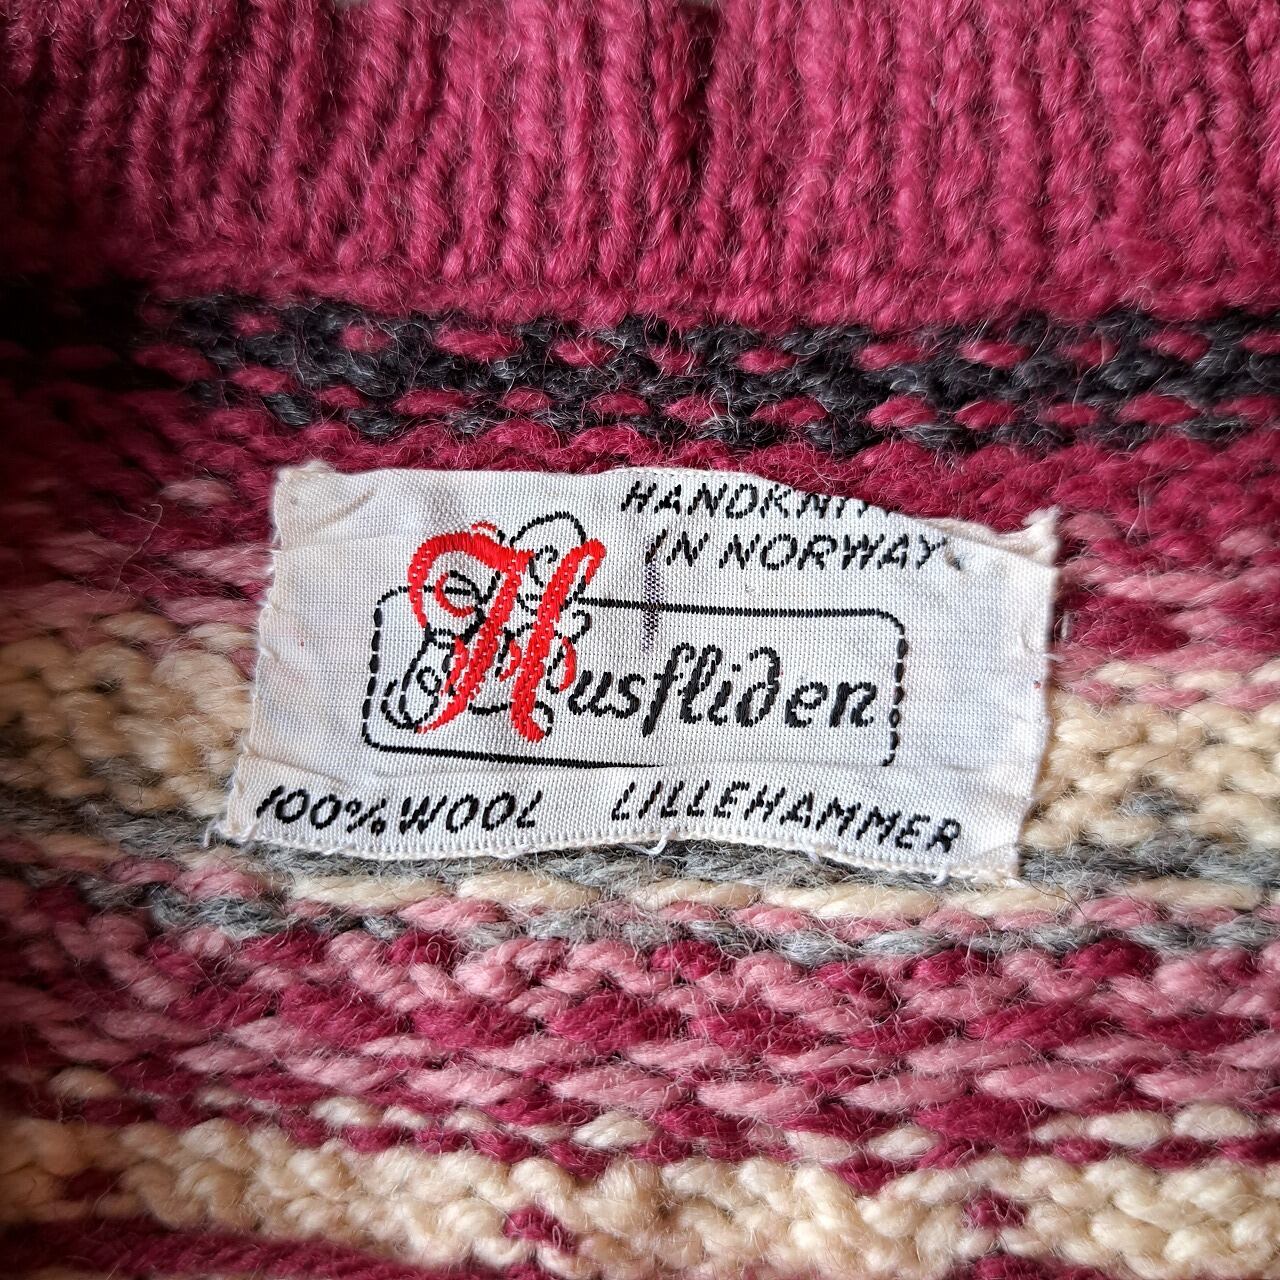 HANDKNIT
IN NORWAY
Husfliden
100% WOOL LILLEHAMMER